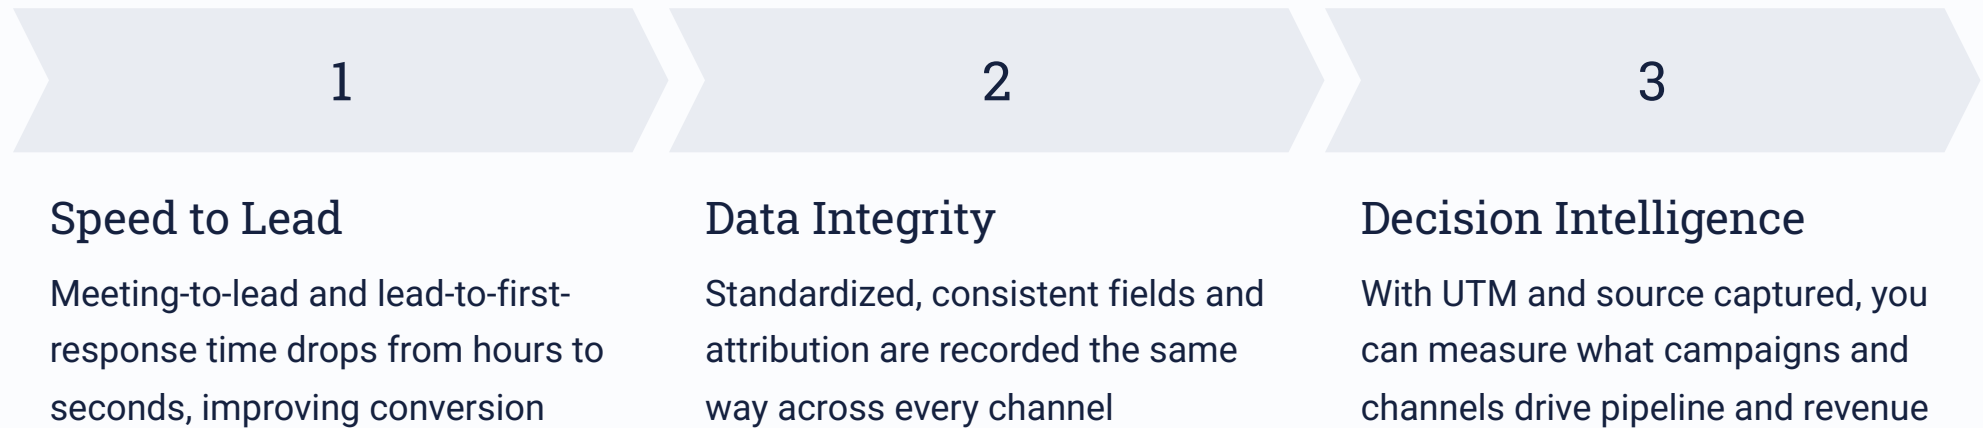 1
Speed to Lead
Meeting-to-lead and lead-to-first-
response time drops from hours to
seconds, improving conversion
2
Data Integrity
Standardized, consistent fields and
attribution are recorded the same
way across every channel
3
Decision Intelligence
With UTM and source captured, you
can measure what campaigns and
channels drive pipeline and revenue